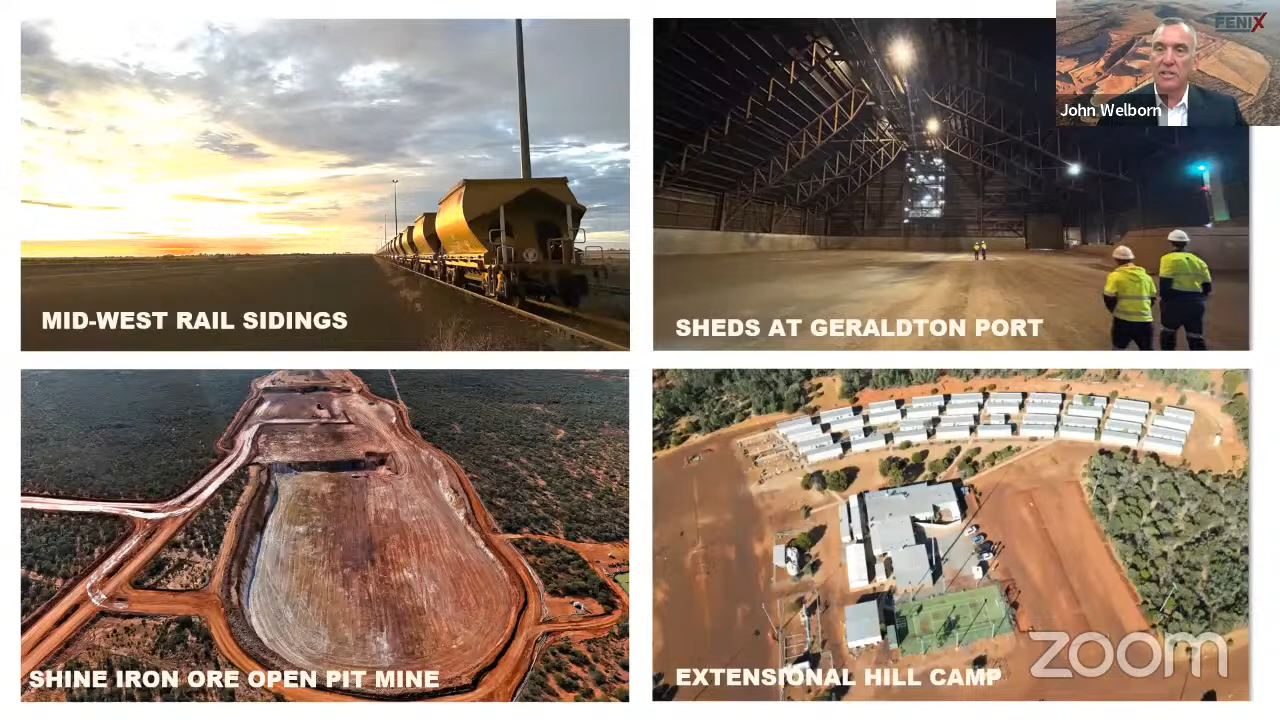 FENIX
John Welborn
MID-WEST RAIL SIDINGS
SHEDS AT GERALDTON PORT
SHINE IRON ORE OPEN PIT MINE
EXTENSIONAL HILL CAMP
zoom